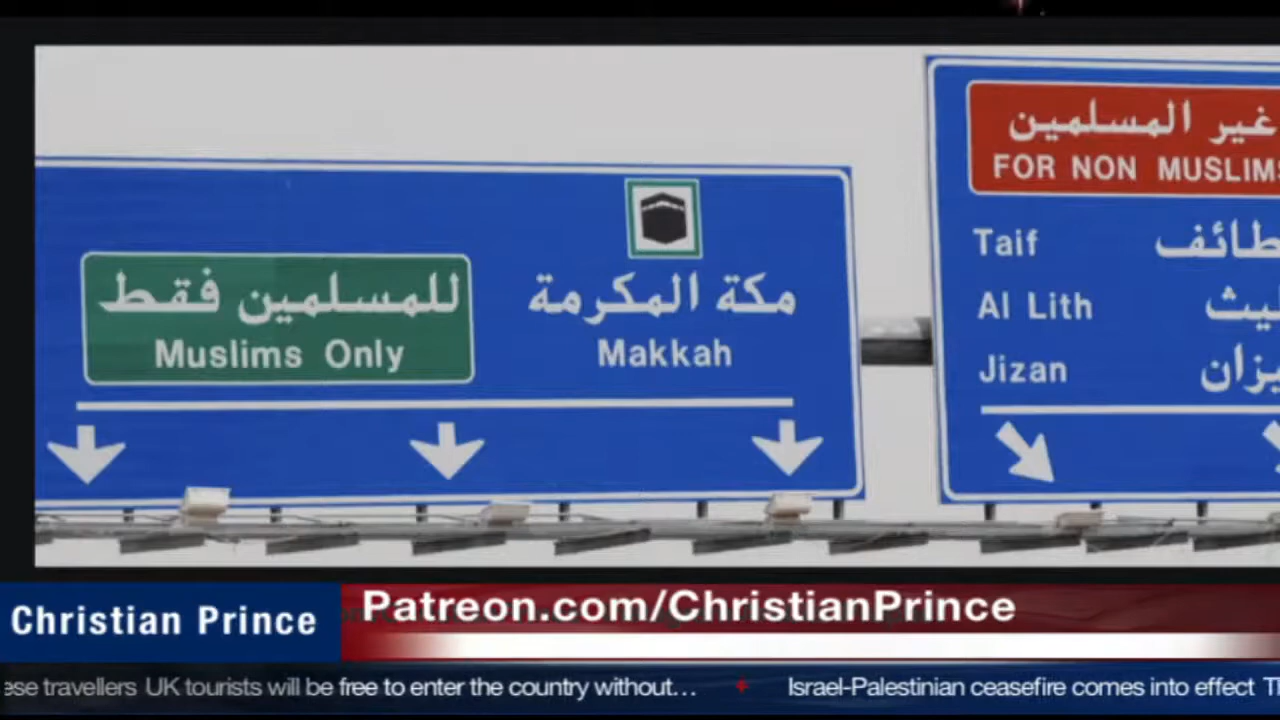 للمسلمين فقط
Muslims Only
مكة المكرمة
Makkah
غير المسلمين
FOR NON MUSLIMS
Taif
Al Lith
Jizan
Christian Prince
Patreon.com/ChristianPrince
travellers UK tourists will be free to enter the country without…
Israel-Palestinian ceasefire comes into effect